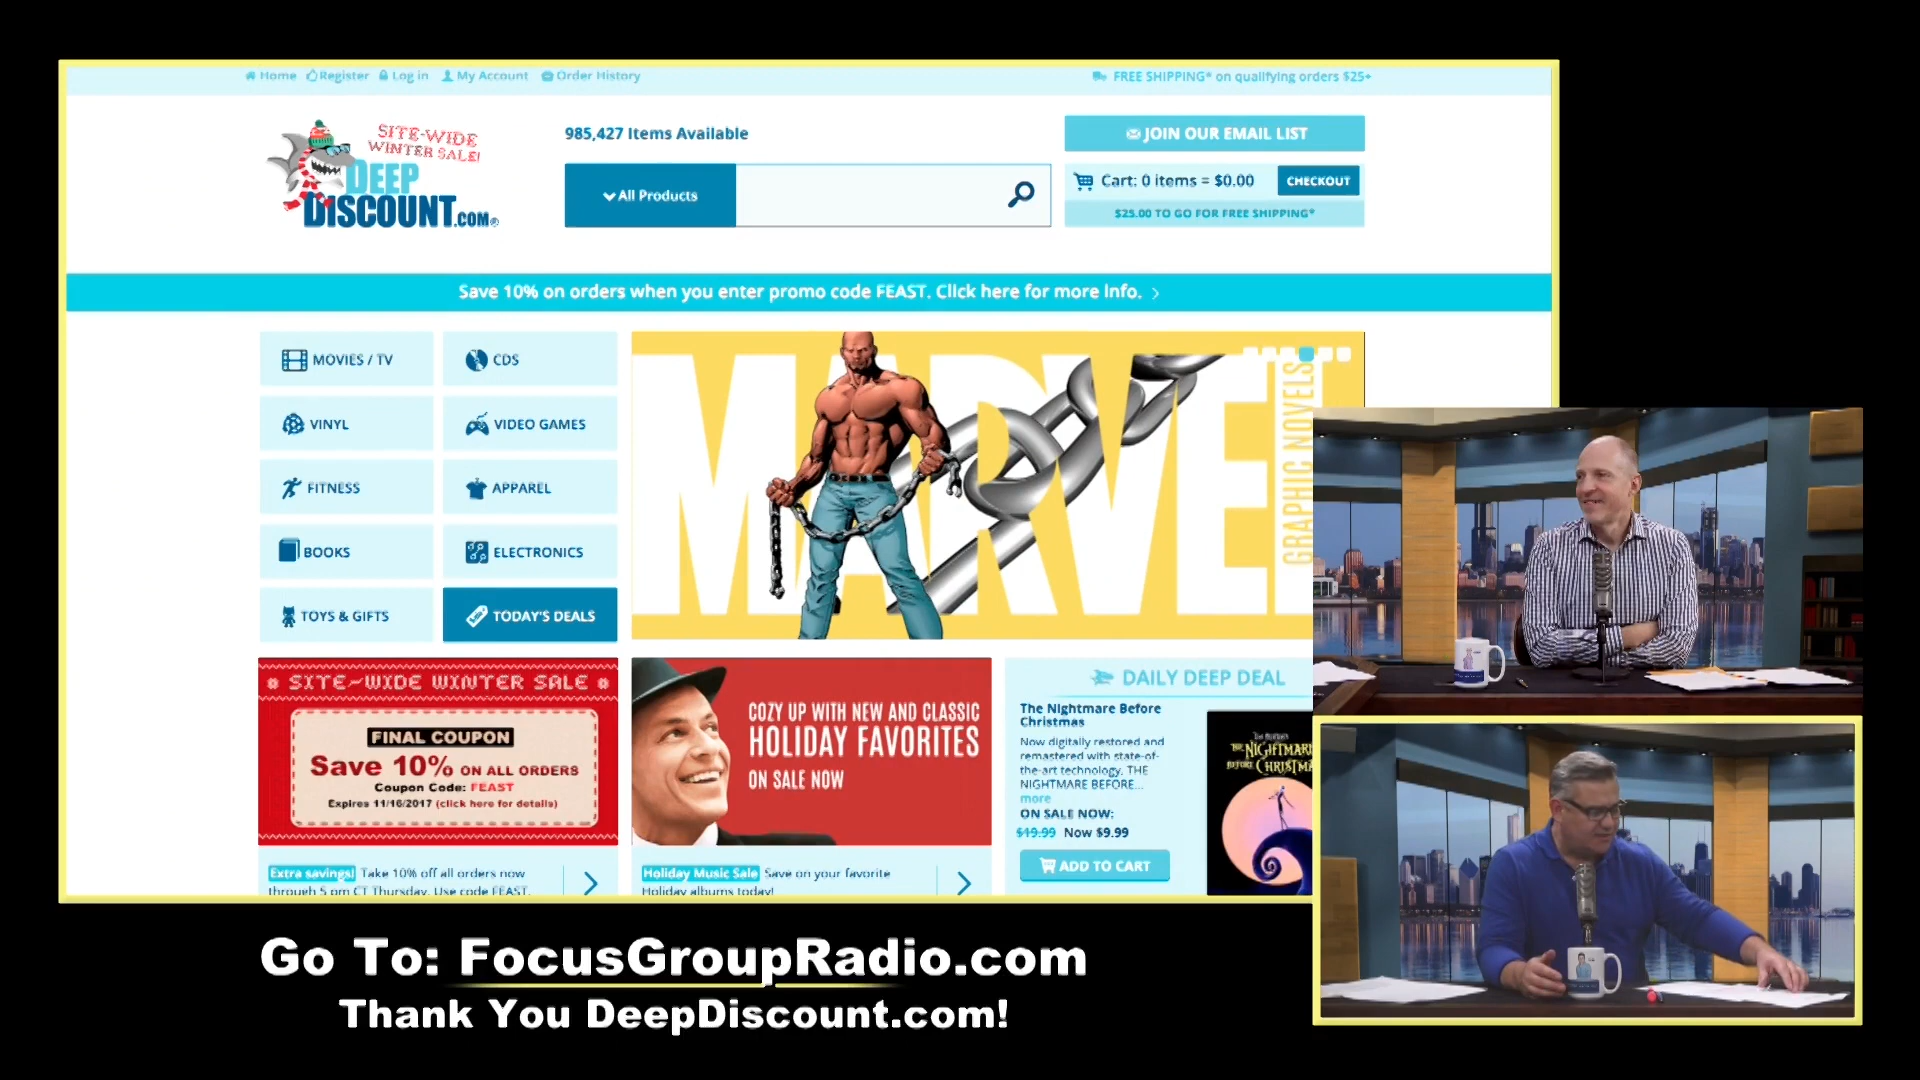 Home Register Log in My Account Order History
FREE SHIPPING* on qualifying orders $25+
SITE-WIDE
WINTER SALE!
DEEP
DISCOUNT.COM®
985,427 Items Available
All Products
JOIN OUR EMAIL LIST
Cart: 0 items = $0.00 CHECKOUT
$25.00 TO GO FOR FREE SHIPPING*
Save 10% on orders when you enter promo code FEAST. Click here for more info.
MOVIES / TV
CDS
VINYL
VIDEO GAMES
FITNESS
APPAREL
BOOKS
ELECTRONICS
TOYS & GIFTS
TODAY'S DEALS
MARVEL
GRAPHIC NOVELS
SITE-WIDE WINTER SALE
FINAL COUPON
Save 10% ON ALL ORDERS
Coupon Code: FEAST
Expires 11/16/2017 (click here for details)
Extra savings! Take 10% off all orders now
through 5 pm CT Thursday. Use code FEAST.
COZY UP WITH NEW AND CLASSIC
HOLIDAY FAVORITES
ON SALE NOW
Holiday Music Sale Save on your favorite
Holiday albums today!
DAILY DEEP DEAL
The Nightmare Before
Christmas
Now digitally restored and
remastered with state-of-
the-art technology, THE
NIGHTMARE BEFORE...
more
ON SALE NOW:
$19.99 Now $9.99
ADD TO CART
Go To: FocusGroupRadio.com
Thank You DeepDiscount.com!